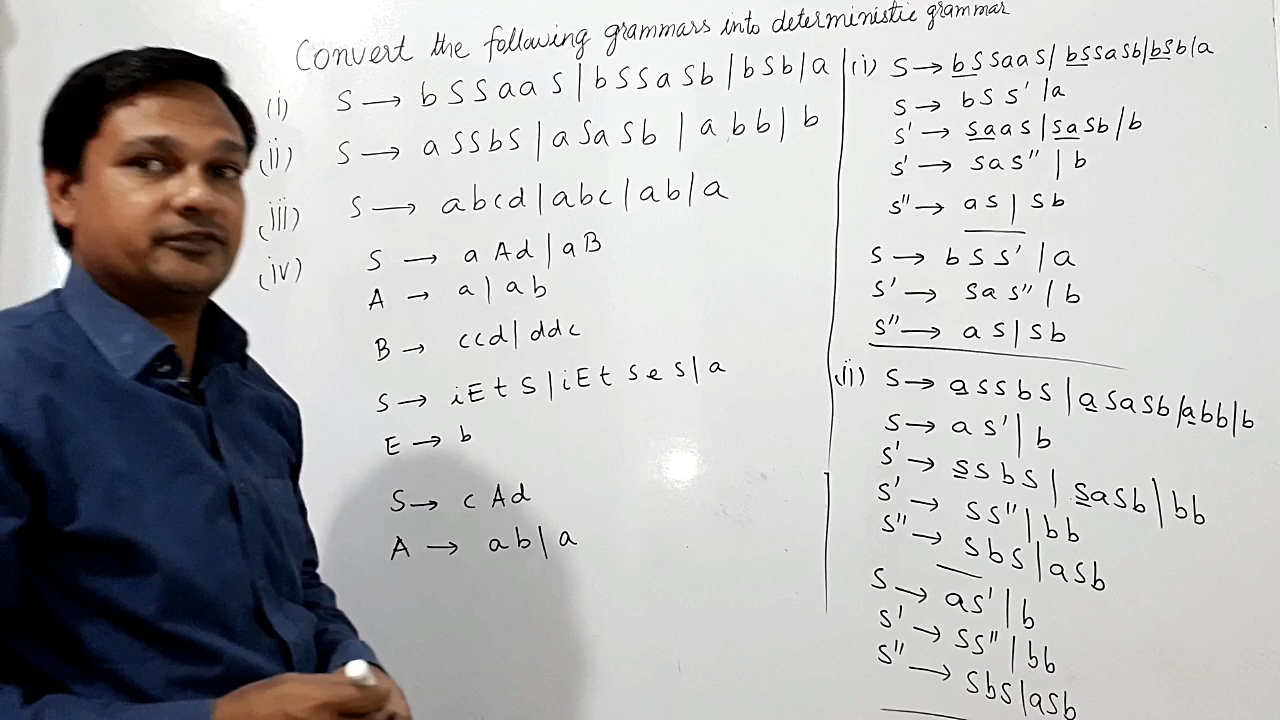 Convert the following grammars into deterministic grammar
(i) S → bSSaaS | bSSaSb | bSb | a
(ii) S → aSSbS | aSaSb | abb | b
(iii) S → abcd | abc | ab | a
(iv) S → aAd | aB
A → a | ab
B → ccd | ddc
S → iEtS | iEtSeS | a
E → b
S → cAd
A → ab | a
(i) S → bSSaaS | bSSaSb | bSb | a
S → bSS' | a
S' → SaaS | SaSb | b
S' → SaS'' | b
S'' → aS | Sb
S → bSS' | a
S' → SaS'' | b
S'' → aS | Sb
(ii) S → aSSbS | aSaSb | abb | b
S → aS' | b
S' → SSbS | SaSb | bb
S' → SS'' | bb
S'' → SbS | aSb
S → aS' | b
S' → SS'' | bb
S'' → SbS | aSb